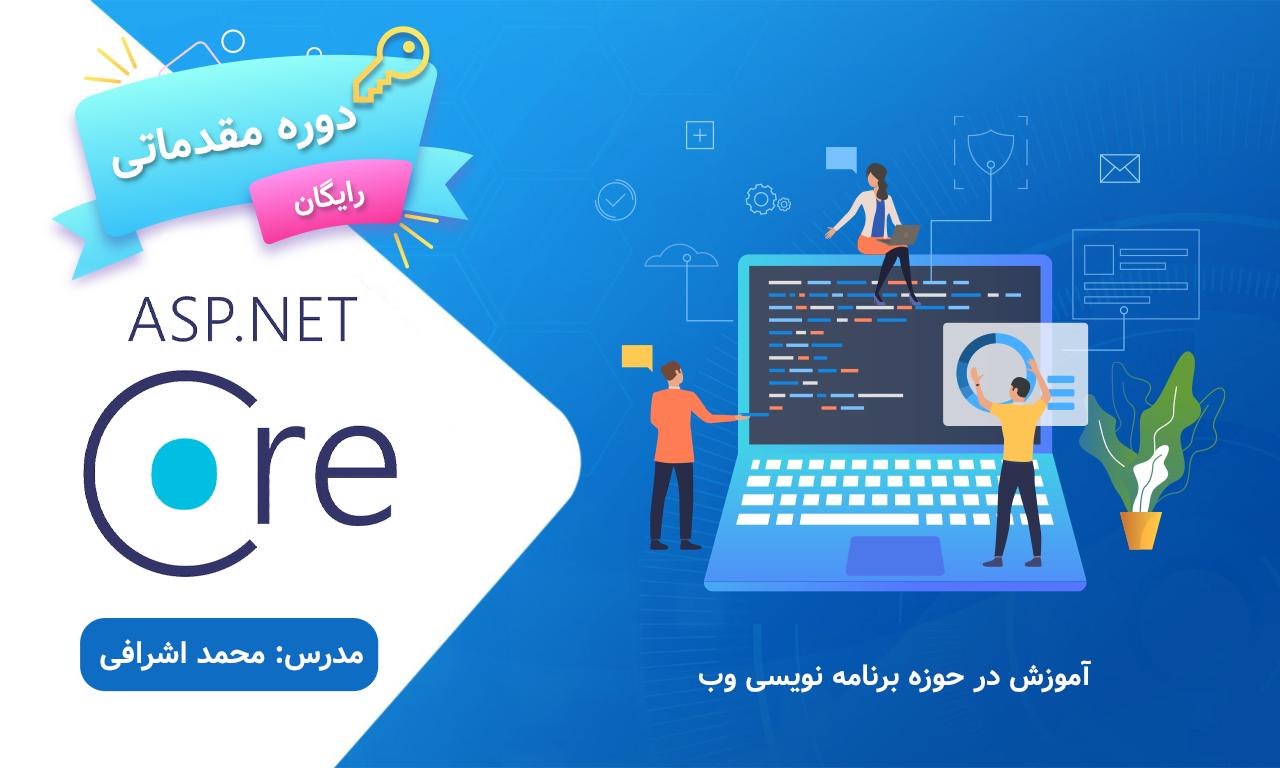 دوره مقدماتی
رایگان
ASP.NET
Core
مدرس: محمد اشرافی
آموزش در حوزه برنامه نویسی وب